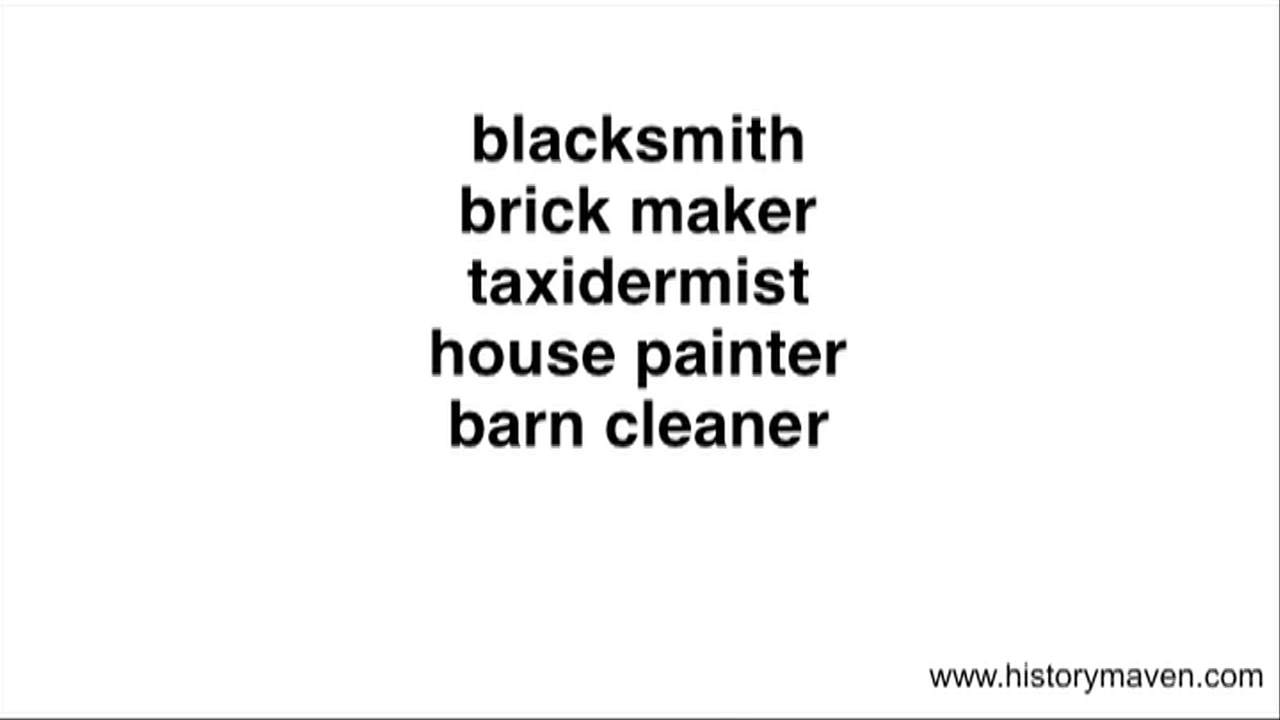 blacksmith
brick maker
taxidermist
house painter
barn cleaner
www.historymaven.com